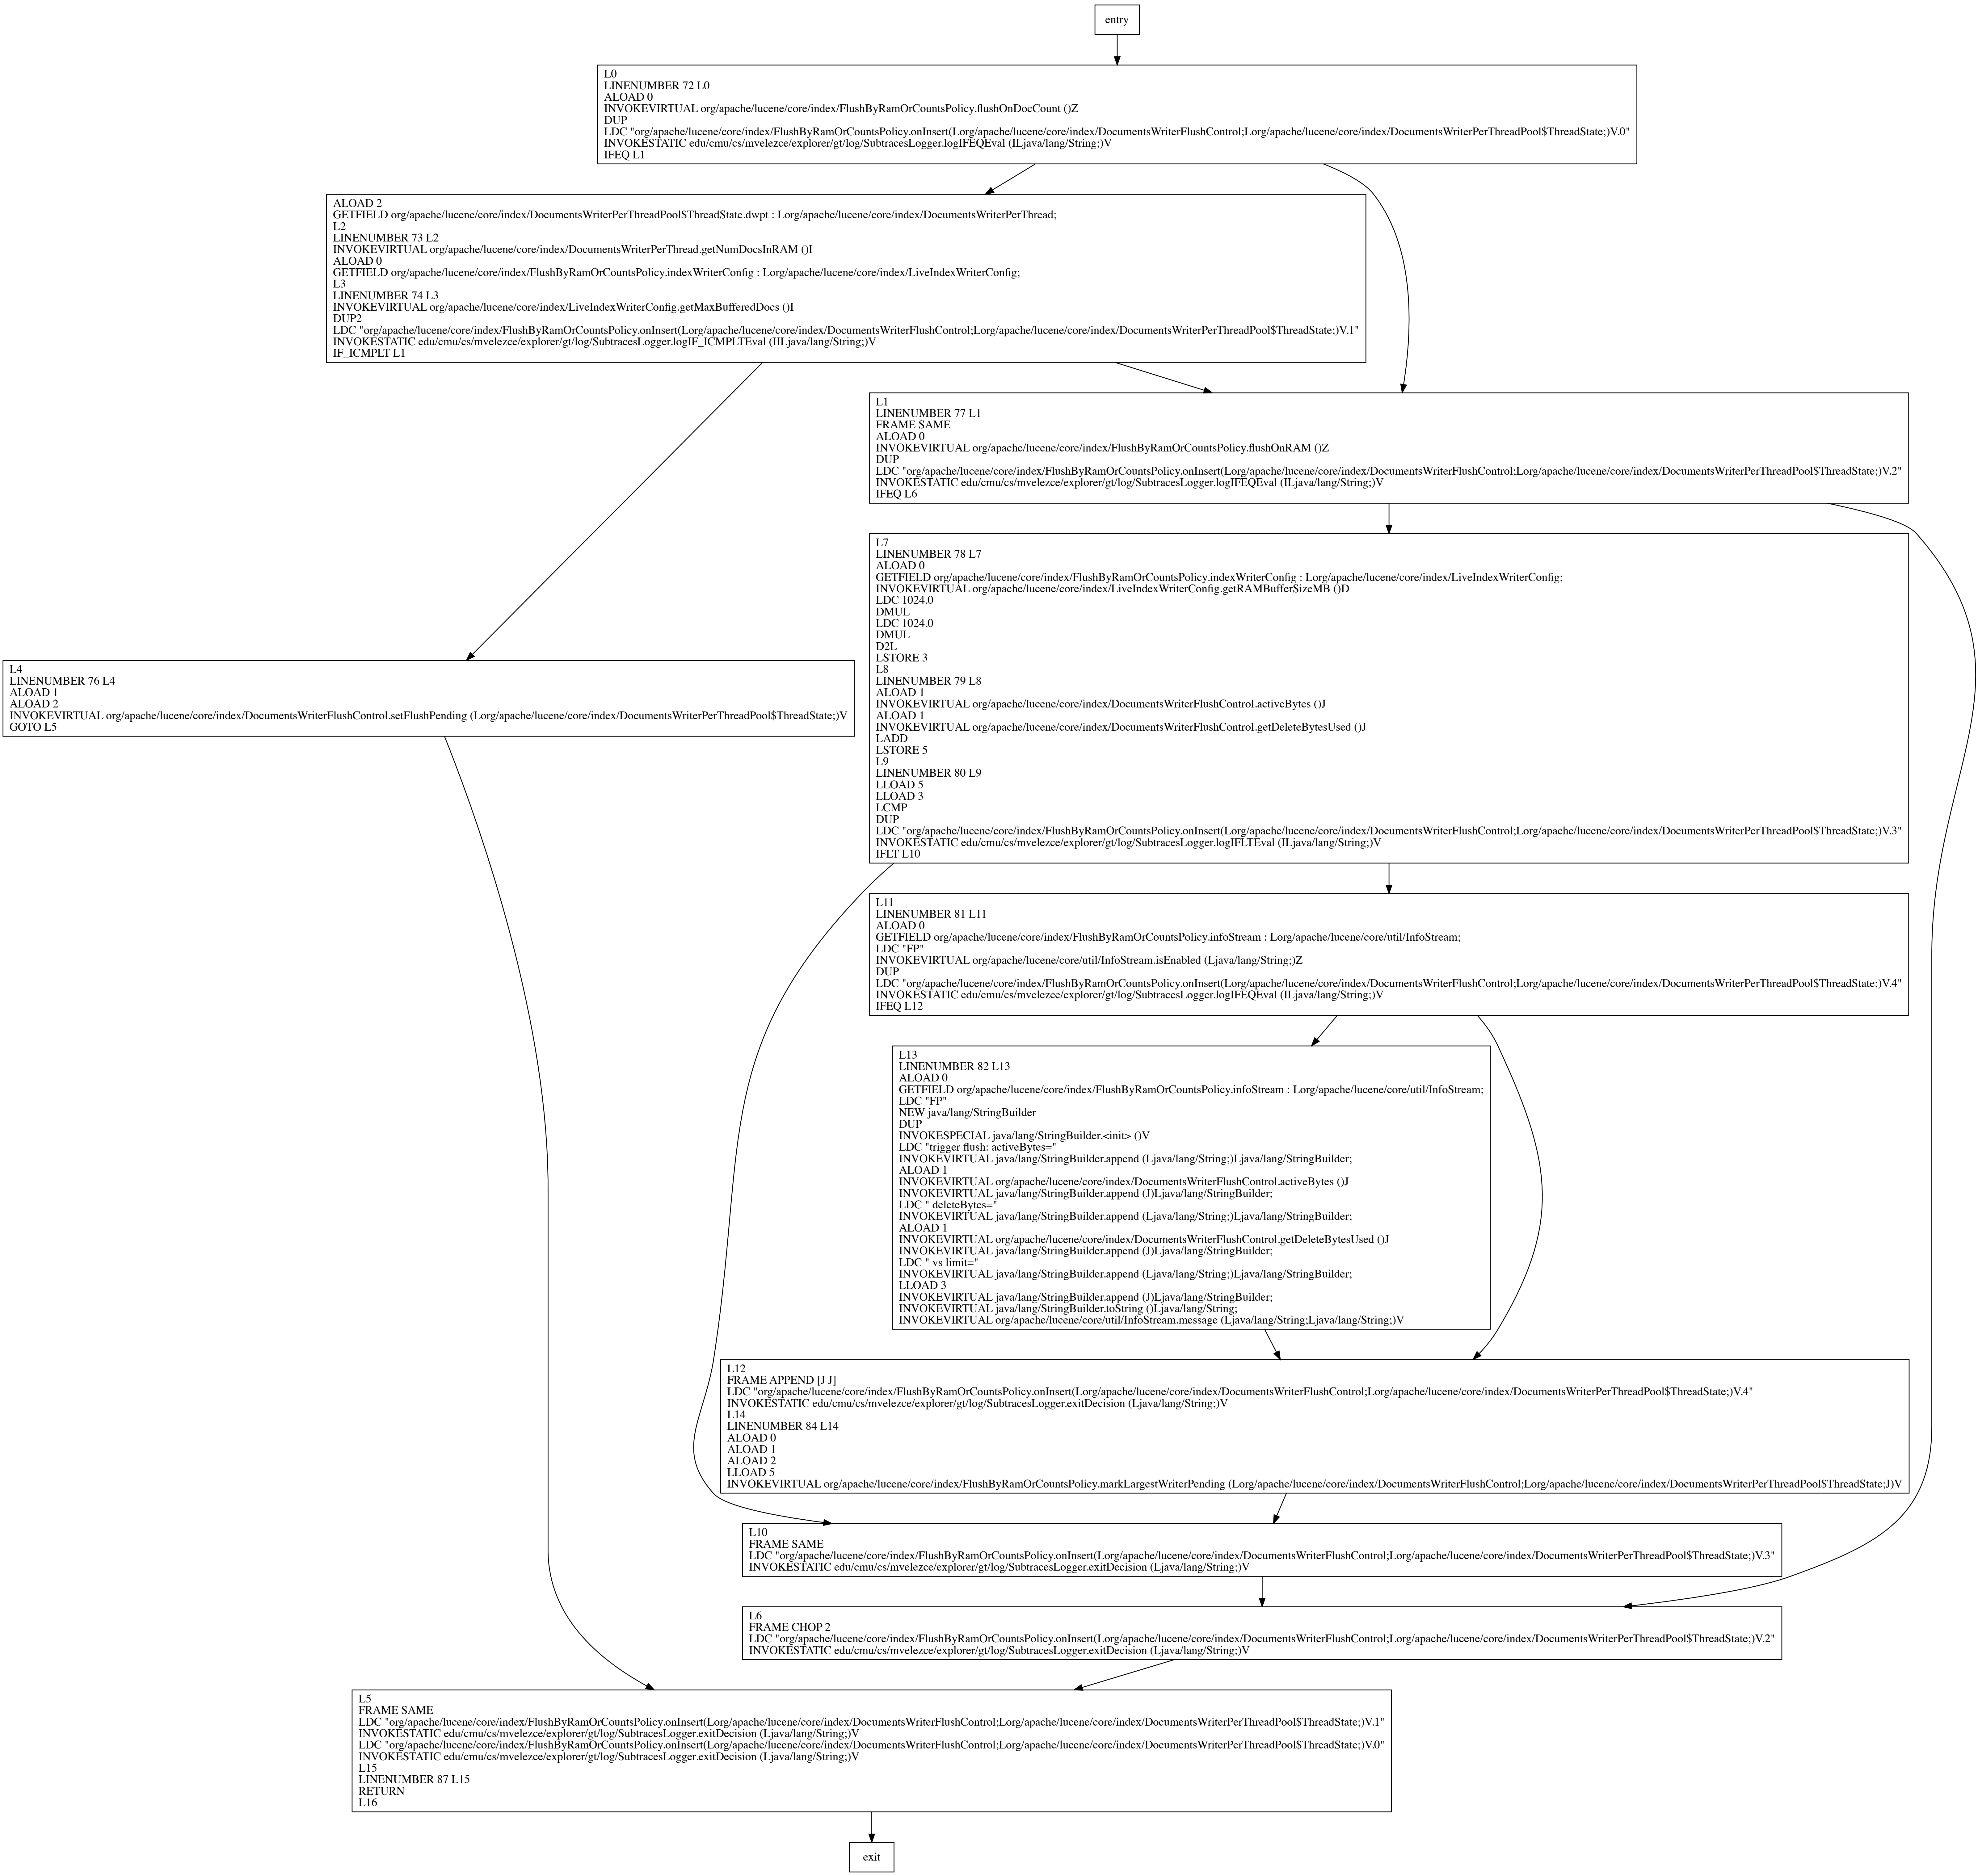 entry
L0
LINENUMBER 72 L0
ALOAD 0
INVOKEVIRTUAL org/apache/lucene/core/index/FlushByRamOrCountsPolicy.flushOnDocCount ()Z
DUP
LDC "org/apache/lucene/core/index/FlushByRamOrCountsPolicy.onInsert(Lorg/apache/lucene/core/index/DocumentsWriterFlushControl;Lorg/apache/lucene/core/index/DocumentsWriterPerThreadPool$ThreadState;)V.0"
INVOKESTATIC edu/cmu/cs/mvelezce/explorer/gt/log/SubtracesLogger.logIFEQEval (ILjava/lang/String;)V
IFEQ L1
ALOAD 2
GETFIELD org/apache/lucene/core/index/DocumentsWriterPerThreadPool$ThreadState.dwpt : Lorg/apache/lucene/core/index/DocumentsWriterPerThread;
L2
LINENUMBER 73 L2
INVOKEVIRTUAL org/apache/lucene/core/index/DocumentsWriterPerThread.getNumDocsInRAM ()I
ALOAD 0
GETFIELD org/apache/lucene/core/index/FlushByRamOrCountsPolicy.indexWriterConfig : Lorg/apache/lucene/core/index/LiveIndexWriterConfig;
L3
LINENUMBER 74 L3
INVOKEVIRTUAL org/apache/lucene/core/index/LiveIndexWriterConfig.getMaxBufferedDocs ()I
DUP2
LDC "org/apache/lucene/core/index/FlushByRamOrCountsPolicy.onInsert(Lorg/apache/lucene/core/index/DocumentsWriterFlushControl;Lorg/apache/lucene/core/index/DocumentsWriterPerThreadPool$ThreadState;)V.1"
INVOKESTATIC edu/cmu/cs/mvelezce/explorer/gt/log/SubtracesLogger.logIF_ICMPLTEval (IILjava/lang/String;)V
IF_ICMPLT L1
L1
LINENUMBER 77 L1
FRAME SAME
ALOAD 0
INVOKEVIRTUAL org/apache/lucene/core/index/FlushByRamOrCountsPolicy.flushOnRAM ()Z
DUP
LDC "org/apache/lucene/core/index/FlushByRamOrCountsPolicy.onInsert(Lorg/apache/lucene/core/index/DocumentsWriterFlushControl;Lorg/apache/lucene/core/index/DocumentsWriterPerThreadPool$ThreadState;)V.2"
INVOKESTATIC edu/cmu/cs/mvelezce/explorer/gt/log/SubtracesLogger.logIFEQEval (ILjava/lang/String;)V
IFEQ L6
L7
LINENUMBER 78 L7
ALOAD 0
GETFIELD org/apache/lucene/core/index/FlushByRamOrCountsPolicy.indexWriterConfig : Lorg/apache/lucene/core/index/LiveIndexWriterConfig;
INVOKEVIRTUAL org/apache/lucene/core/index/LiveIndexWriterConfig.getRAMBufferSizeMB ()D
LDC 1024.0
DMUL
LDC 1024.0
DMUL
D2L
LSTORE 3
L8
LINENUMBER 79 L8
ALOAD 1
INVOKEVIRTUAL org/apache/lucene/core/index/DocumentsWriterFlushControl.activeBytes ()J
ALOAD 1
INVOKEVIRTUAL org/apache/lucene/core/index/DocumentsWriterFlushControl.getDeleteBytesUsed ()J
LADD
LSTORE 5
L9
LINENUMBER 80 L9
LLOAD 5
LLOAD 3
LCMP
DUP
LDC "org/apache/lucene/core/index/FlushByRamOrCountsPolicy.onInsert(Lorg/apache/lucene/core/index/DocumentsWriterFlushControl;Lorg/apache/lucene/core/index/DocumentsWriterPerThreadPool$ThreadState;)V.3"
INVOKESTATIC edu/cmu/cs/mvelezce/explorer/gt/log/SubtracesLogger.logIFLTEval (ILjava/lang/String;)V
IFLT L10
L4
LINENUMBER 76 L4
ALOAD 1
ALOAD 2
INVOKEVIRTUAL org/apache/lucene/core/index/DocumentsWriterFlushControl.setFlushPending (Lorg/apache/lucene/core/index/DocumentsWriterPerThreadPool$ThreadState;)V
GOTO L5
L11
LINENUMBER 81 L11
ALOAD 0
GETFIELD org/apache/lucene/core/index/FlushByRamOrCountsPolicy.infoStream : Lorg/apache/lucene/core/util/InfoStream;
LDC "FP"
INVOKEVIRTUAL org/apache/lucene/core/util/InfoStream.isEnabled (Ljava/lang/String;)Z
DUP
LDC "org/apache/lucene/core/index/FlushByRamOrCountsPolicy.onInsert(Lorg/apache/lucene/core/index/DocumentsWriterFlushControl;Lorg/apache/lucene/core/index/DocumentsWriterPerThreadPool$ThreadState;)V.4"
INVOKESTATIC edu/cmu/cs/mvelezce/explorer/gt/log/SubtracesLogger.logIFEQEval (ILjava/lang/String;)V
IFEQ L12
L13
LINENUMBER 82 L13
ALOAD 0
GETFIELD org/apache/lucene/core/index/FlushByRamOrCountsPolicy.infoStream : Lorg/apache/lucene/core/util/InfoStream;
LDC "FP"
NEW java/lang/StringBuilder
DUP
INVOKESPECIAL java/lang/StringBuilder.<init> ()V
LDC "trigger flush: activeBytes="
INVOKEVIRTUAL java/lang/StringBuilder.append (Ljava/lang/String;)Ljava/lang/StringBuilder;
ALOAD 1
INVOKEVIRTUAL org/apache/lucene/core/index/DocumentsWriterFlushControl.activeBytes ()J
INVOKEVIRTUAL java/lang/StringBuilder.append (J)Ljava/lang/StringBuilder;
LDC " deleteBytes="
INVOKEVIRTUAL java/lang/StringBuilder.append (Ljava/lang/String;)Ljava/lang/StringBuilder;
ALOAD 1
INVOKEVIRTUAL org/apache/lucene/core/index/DocumentsWriterFlushControl.getDeleteBytesUsed ()J
INVOKEVIRTUAL java/lang/StringBuilder.append (J)Ljava/lang/StringBuilder;
LDC " vs limit="
INVOKEVIRTUAL java/lang/StringBuilder.append (Ljava/lang/String;)Ljava/lang/StringBuilder;
LLOAD 3
INVOKEVIRTUAL java/lang/StringBuilder.append (J)Ljava/lang/StringBuilder;
INVOKEVIRTUAL java/lang/StringBuilder.toString ()Ljava/lang/String;
INVOKEVIRTUAL org/apache/lucene/core/util/InfoStream.message (Ljava/lang/String;Ljava/lang/String;)V
L12
FRAME APPEND [J J]
LDC "org/apache/lucene/core/index/FlushByRamOrCountsPolicy.onInsert(Lorg/apache/lucene/core/index/DocumentsWriterFlushControl;Lorg/apache/lucene/core/index/DocumentsWriterPerThreadPool$ThreadState;)V.4"
INVOKESTATIC edu/cmu/cs/mvelezce/explorer/gt/log/SubtracesLogger.exitDecision (Ljava/lang/String;)V
L14
LINENUMBER 84 L14
ALOAD 0
ALOAD 1
ALOAD 2
LLOAD 5
INVOKEVIRTUAL org/apache/lucene/core/index/FlushByRamOrCountsPolicy.markLargestWriterPending (Lorg/apache/lucene/core/index/DocumentsWriterFlushControl;Lorg/apache/lucene/core/index/DocumentsWriterPerThreadPool$ThreadState;J)V
L10
FRAME SAME
LDC "org/apache/lucene/core/index/FlushByRamOrCountsPolicy.onInsert(Lorg/apache/lucene/core/index/DocumentsWriterFlushControl;Lorg/apache/lucene/core/index/DocumentsWriterPerThreadPool$ThreadState;)V.3"
INVOKESTATIC edu/cmu/cs/mvelezce/explorer/gt/log/SubtracesLogger.exitDecision (Ljava/lang/String;)V
L6
FRAME CHOP 2
LDC "org/apache/lucene/core/index/FlushByRamOrCountsPolicy.onInsert(Lorg/apache/lucene/core/index/DocumentsWriterFlushControl;Lorg/apache/lucene/core/index/DocumentsWriterPerThreadPool$ThreadState;)V.2"
INVOKESTATIC edu/cmu/cs/mvelezce/explorer/gt/log/SubtracesLogger.exitDecision (Ljava/lang/String;)V
L5
FRAME SAME
LDC "org/apache/lucene/core/index/FlushByRamOrCountsPolicy.onInsert(Lorg/apache/lucene/core/index/DocumentsWriterFlushControl;Lorg/apache/lucene/core/index/DocumentsWriterPerThreadPool$ThreadState;)V.1"
INVOKESTATIC edu/cmu/cs/mvelezce/explorer/gt/log/SubtracesLogger.exitDecision (Ljava/lang/String;)V
LDC "org/apache/lucene/core/index/FlushByRamOrCountsPolicy.onInsert(Lorg/apache/lucene/core/index/DocumentsWriterFlushControl;Lorg/apache/lucene/core/index/DocumentsWriterPerThreadPool$ThreadState;)V.0"
INVOKESTATIC edu/cmu/cs/mvelezce/explorer/gt/log/SubtracesLogger.exitDecision (Ljava/lang/String;)V
L15
LINENUMBER 87 L15
RETURN
L16
exit